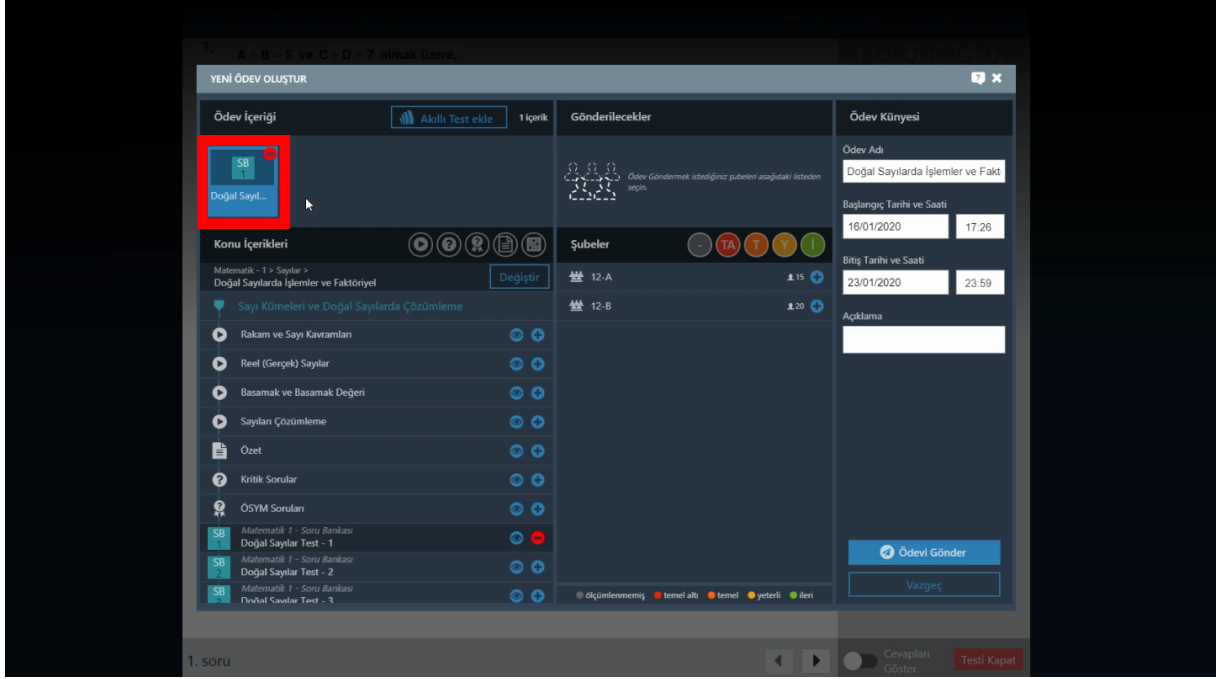 1. A + B = 5 ve C + D = 7 olmak üzere,
YENİ ÖDEV OLUŞTUR
Ödev İçeriği
Akıllı Test ekle
1 içerik
SB
1
Doğal Sayıl...
Konu İçerikleri
Matematik - 1 > Sayılar >
Doğal Sayılarda İşlemler ve Faktöriyel
Değiştir
Sayı Kümeleri ve Doğal Sayılarda Çözümleme
Rakam ve Sayı Kavramları
Reel (Gerçek) Sayılar
Basamak ve Basamak Değeri
Sayıları Çözümleme
Özet
Kritik Sorular
ÖSYM Soruları
SB
1
Matematik 1 - Soru Bankası
Doğal Sayılar Test - 1
SB
2
Matematik 1 - Soru Bankası
Doğal Sayılar Test - 2
SB
Matematik 1 - Soru Bankası
Doğal Sayılar Test - 3
Gönderilecekler
Ödev Göndermek istediğiniz şubeleri aşağıdaki listeden
seçin.
Şubeler
-
TA
T
Y
İ
12-A
15
12-B
20
ölçümlenmemiş temel altı temel yeterli ileri
Ödev Künyesi
Ödev Adı
Doğal Sayılarda İşlemler ve Fakt
Başlangıç Tarihi ve Saati
16/01/2020 17:26
Bitiş Tarihi ve Saati
23/01/2020 23:59
Açıklama
Ödevi Gönder
Vazgeç
1. soru
Cevapları
Göster
Testi Kapat